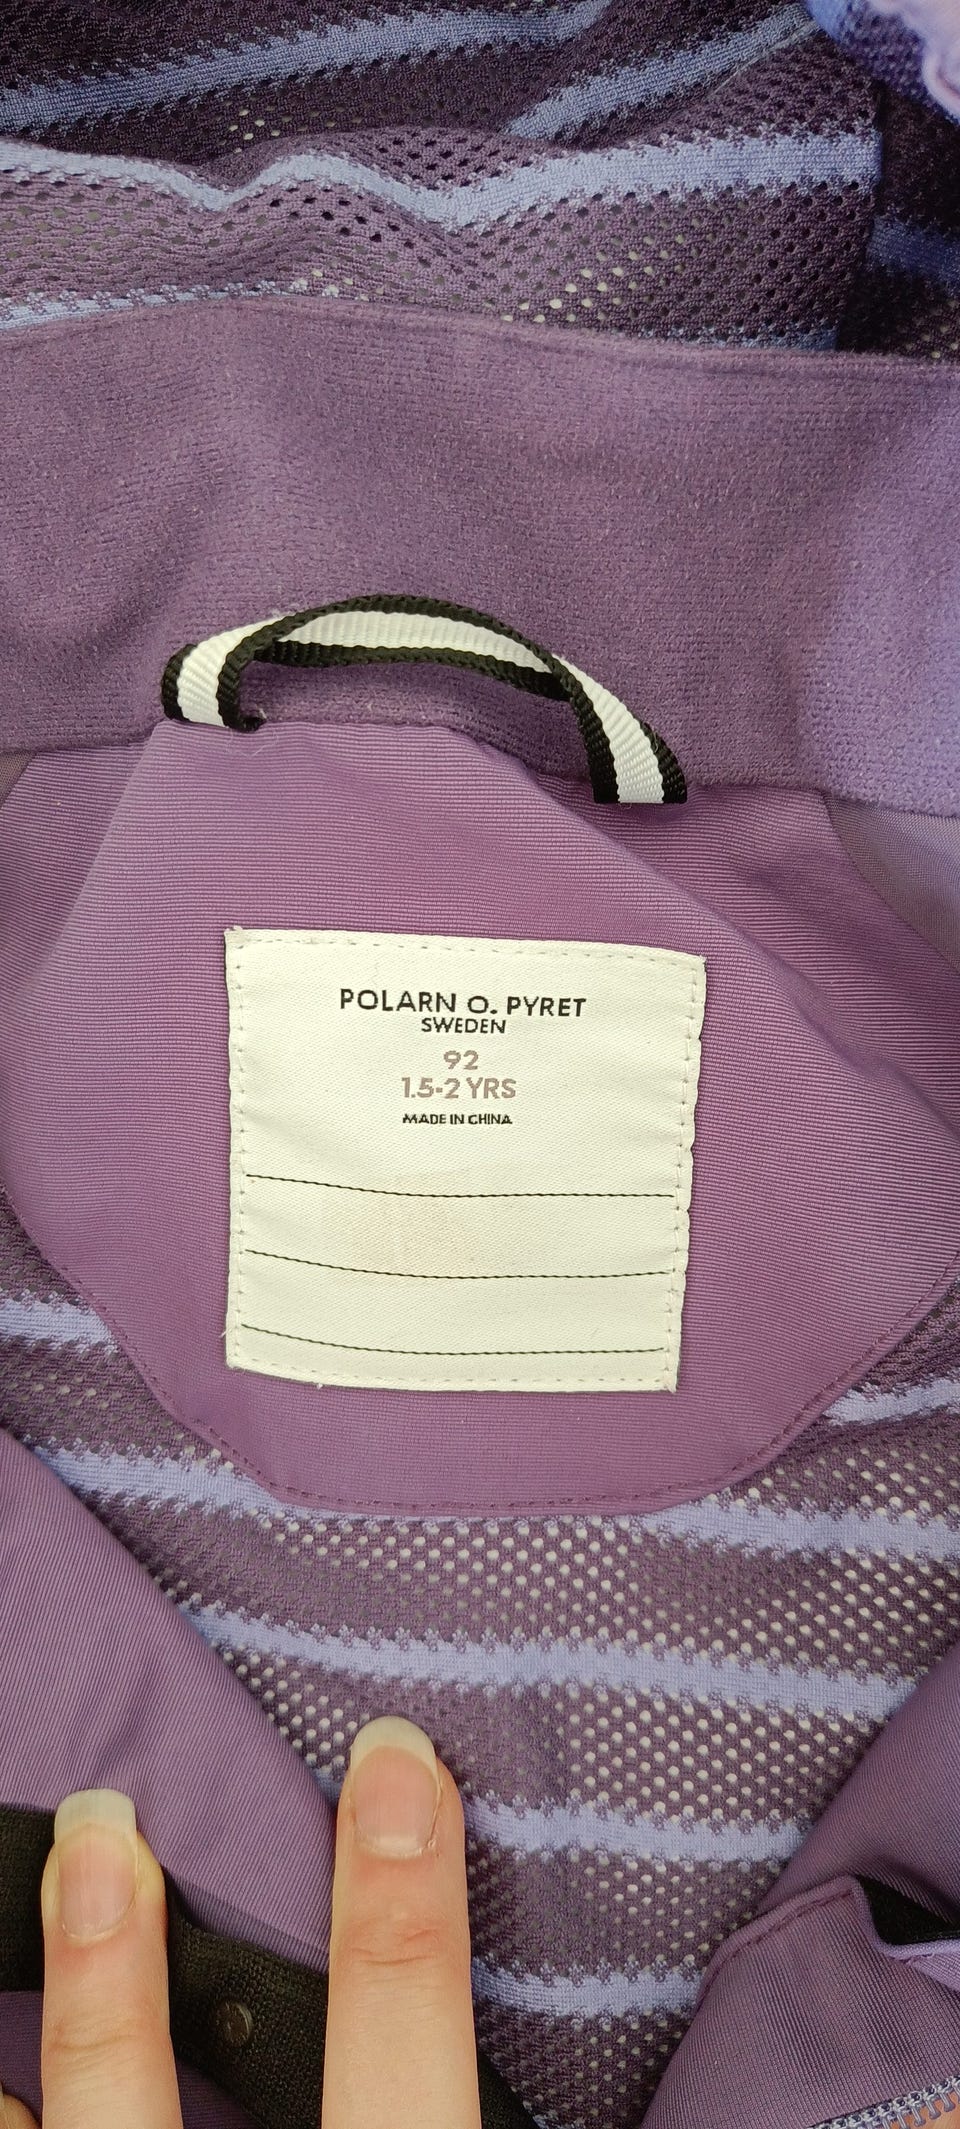 POLARN O. PYRET
SWEDEN
92
1.5-2 YRS
MADE IN CHINA